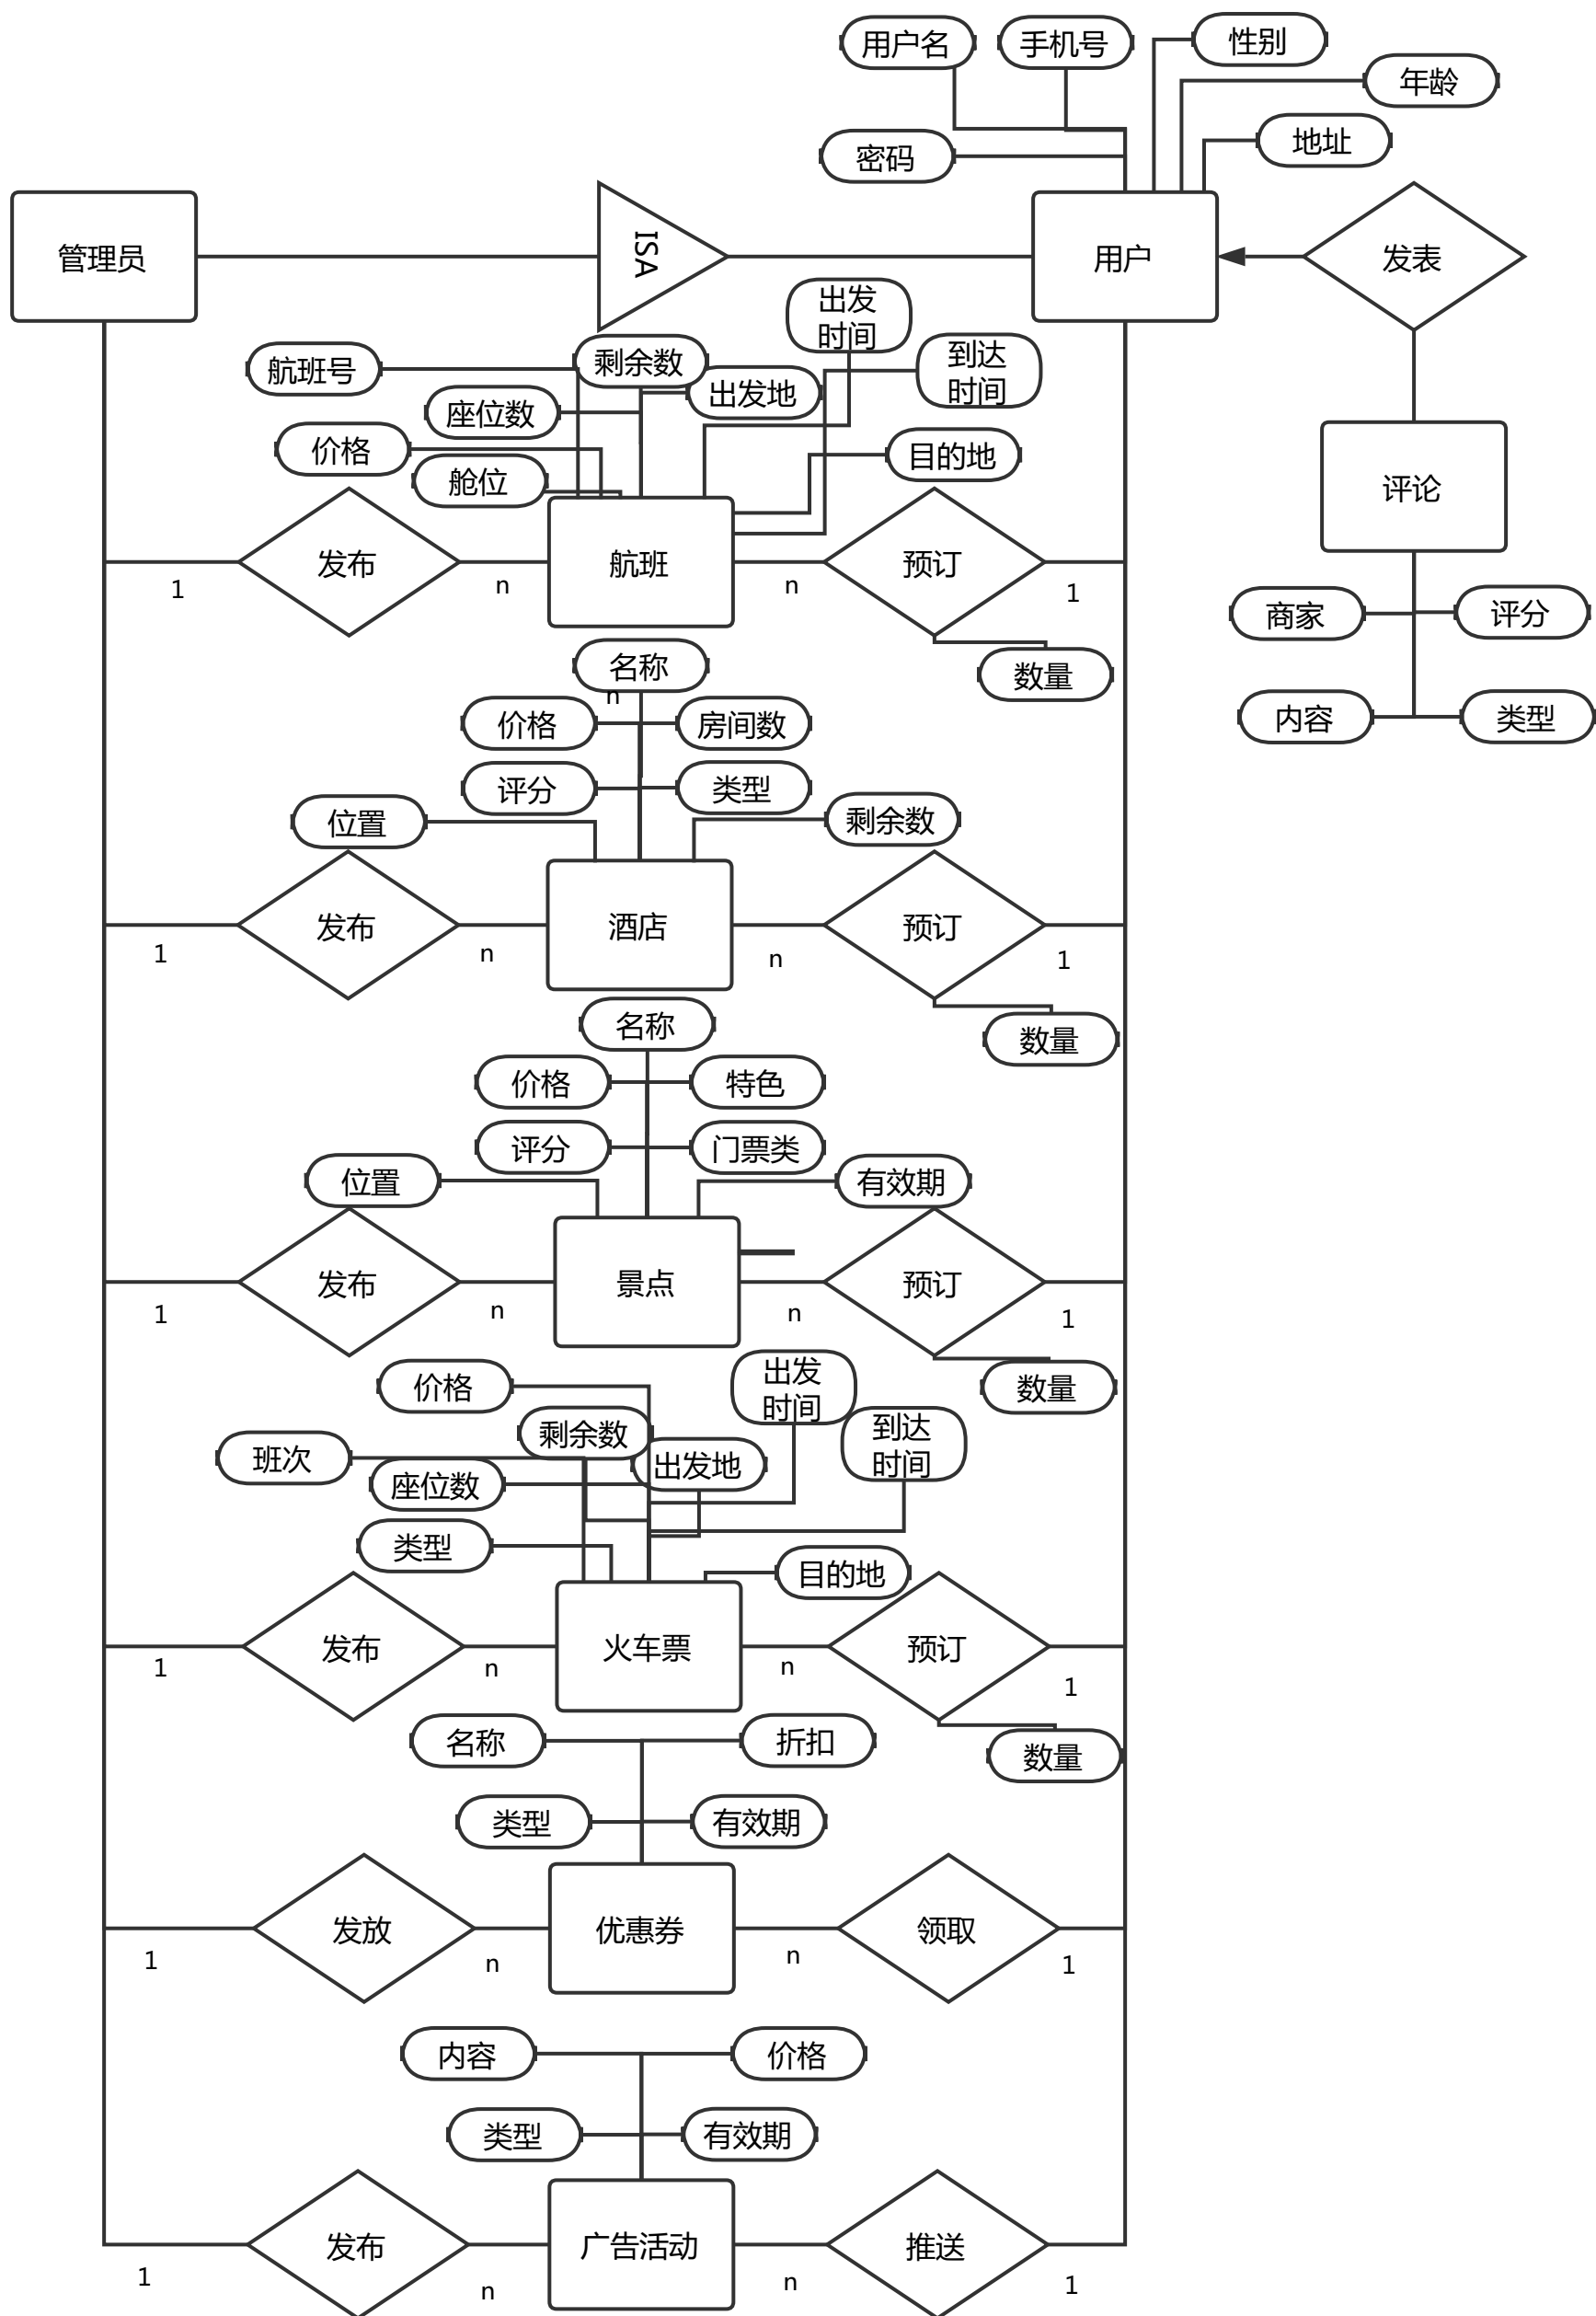 用户名
手机号
性别
年龄
地址
密码
管理员
ISA
用户
发表
出发
时间
到达
时间
剩余数
航班号
出发地
座位数
价格
目的地
舱位
评论
发布
航班
预订
1
n
n
1
商家
评分
数量
名称
n
价格
房间数
内容
类型
评分
类型
位置
剩余数
发布
酒店
预订
1
n
n
1
名称
数量
价格
特色
评分
门票类
位置
有效期
发布
景点
预订
1
n
n
1
价格
出发
时间
数量
剩余数
到达
时间
班次
出发地
座位数
类型
目的地
发布
火车票
预订
1
n
n
1
名称
折扣
数量
类型
有效期
发放
优惠券
领取
1
n
n
1
内容
价格
类型
有效期
发布
广告活动
推送
1
n
n
1